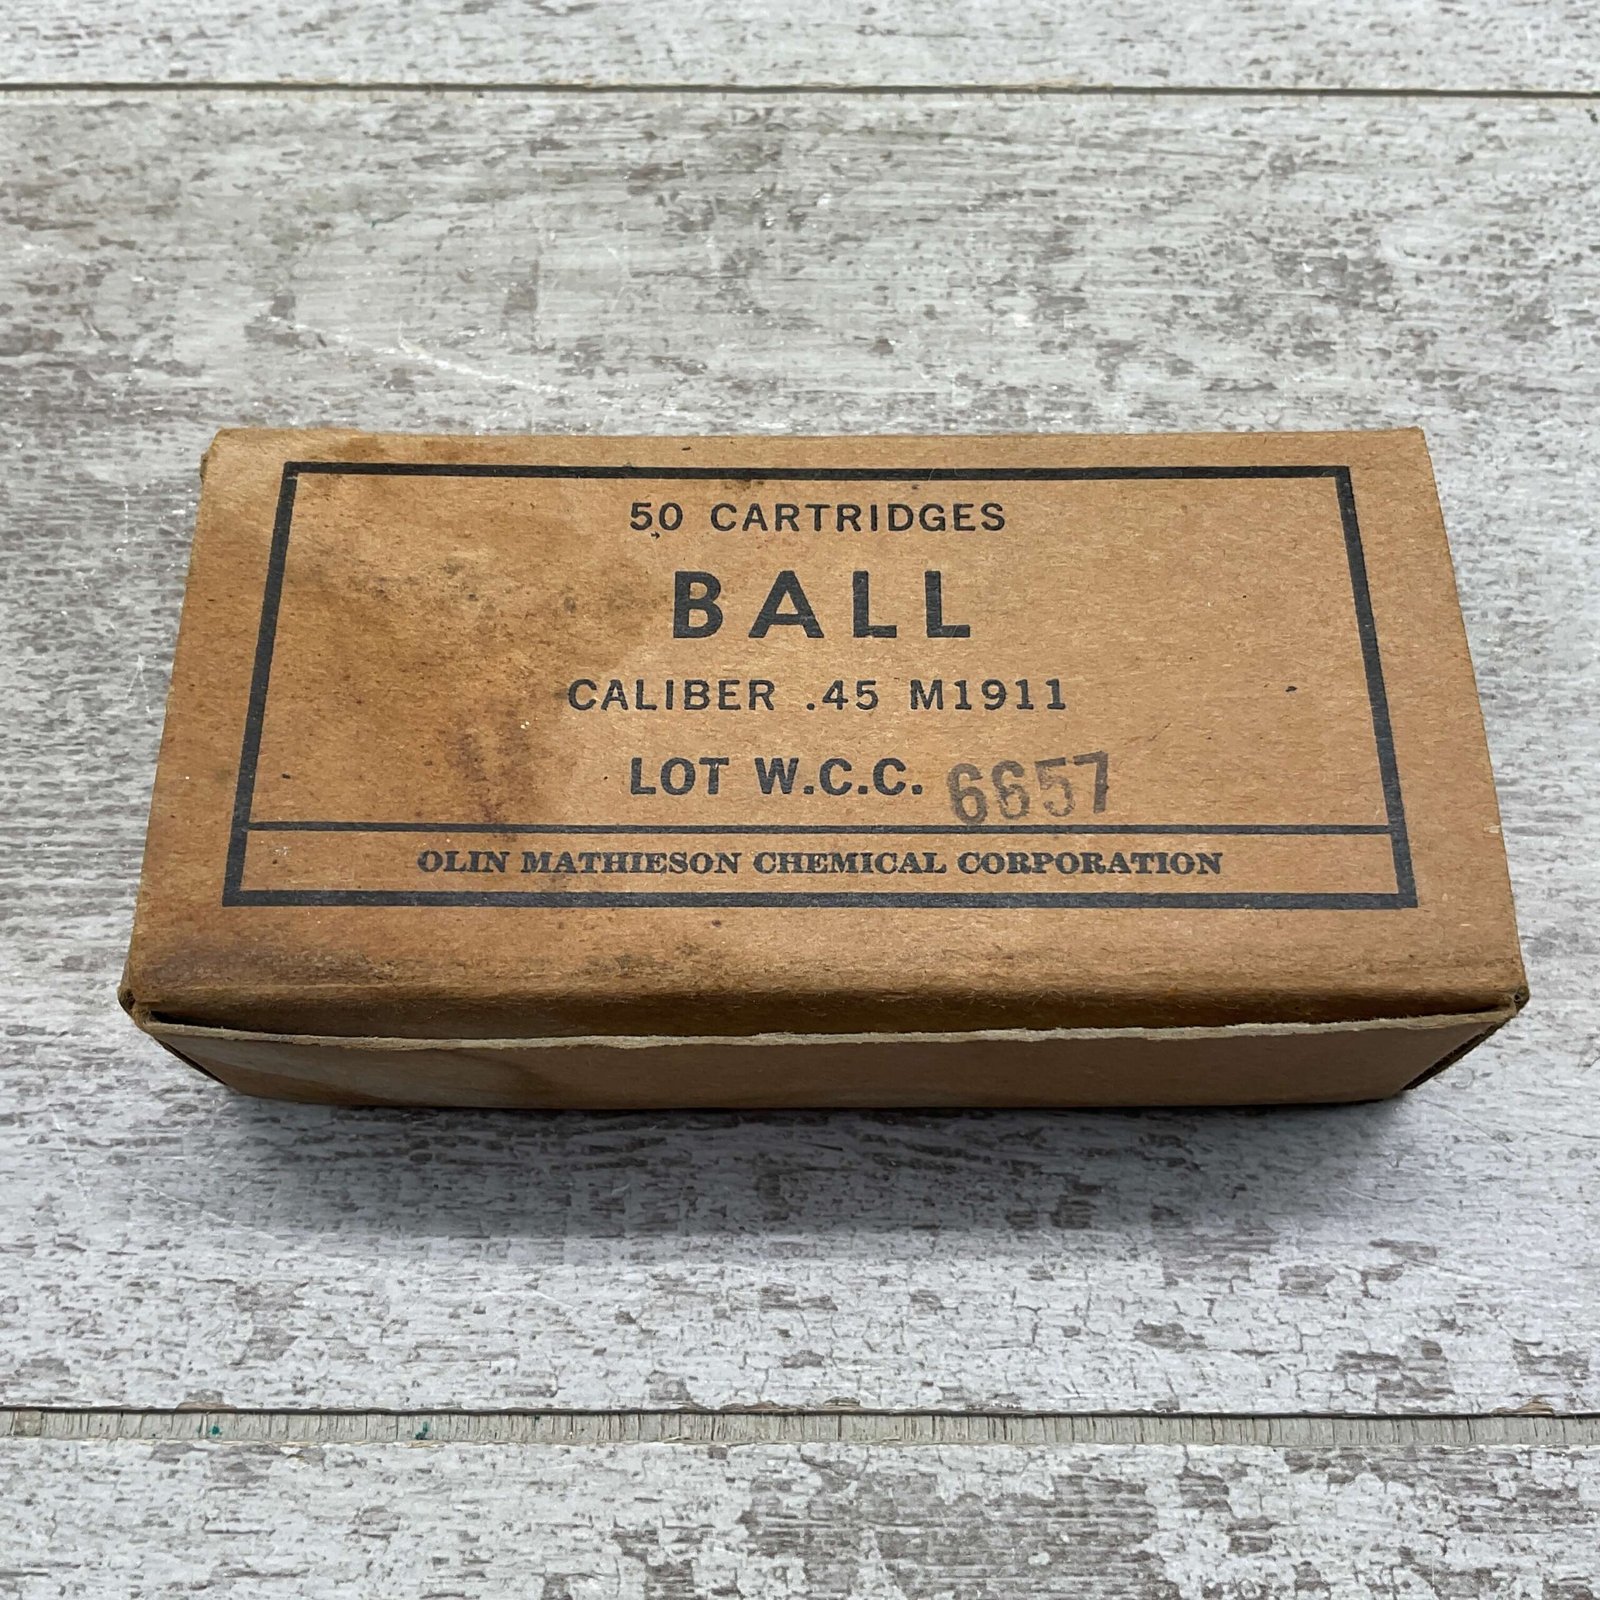 50 CARTRIDGES
BALL
CALIBER .45 M1911
LOT W.C.C. 6657
OLIN MATHIESON CHEMICAL CORPORATION